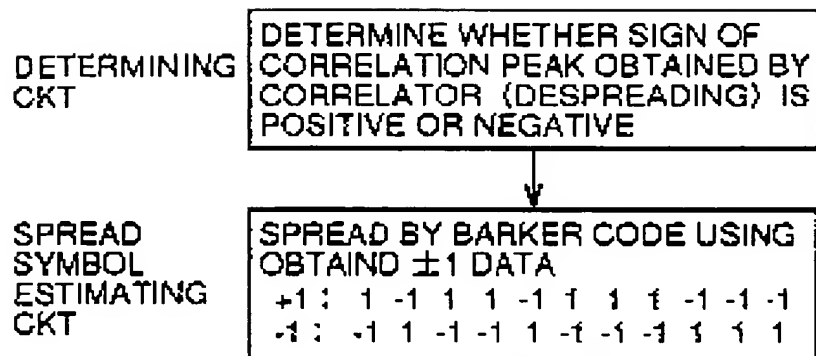 DETERMINING
CKT
DETERMINE WHETHER SIGN OF
CORRELATION PEAK OBTAINED BY
CORRELATOR (DESPREADING) IS
POSITIVE OR NEGATIVE
SPREAD
SYMBOL
ESTIMATING
CKT
SPREAD BY BARKER CODE USING
OBTAIND ±1 DATA
+1 : 1 -1 1 1 -1 1 1 1 -1 -1 -1
-1 : -1 1 -1 -1 1 -1 -1 -1 1 1 1